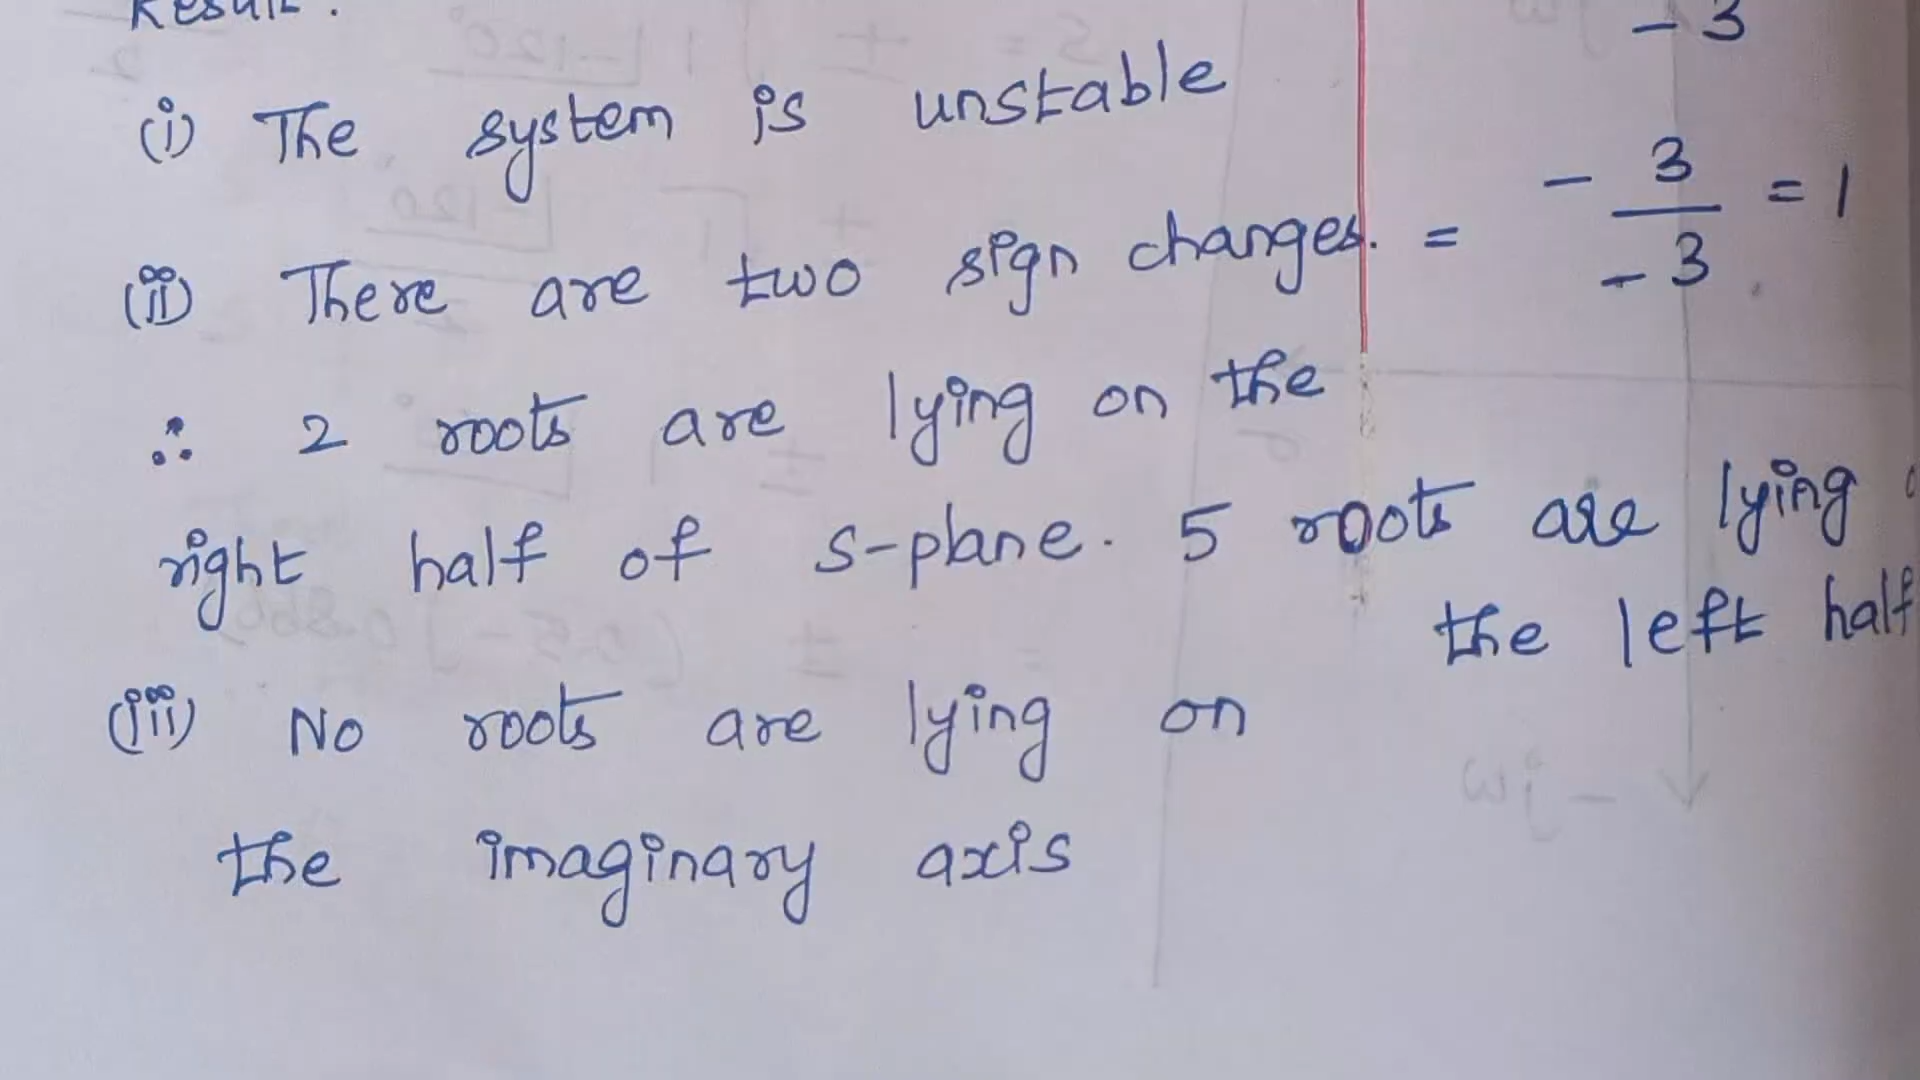 Result:
- 3
(i) The system is unstable
(ii) There are two sign changes. = - 3 / - 3 = 1
∴ 2 roots are lying on the
right half of s-plane. 5 roots are lying
the left half
(iii) No roots are lying on
the imaginary axis